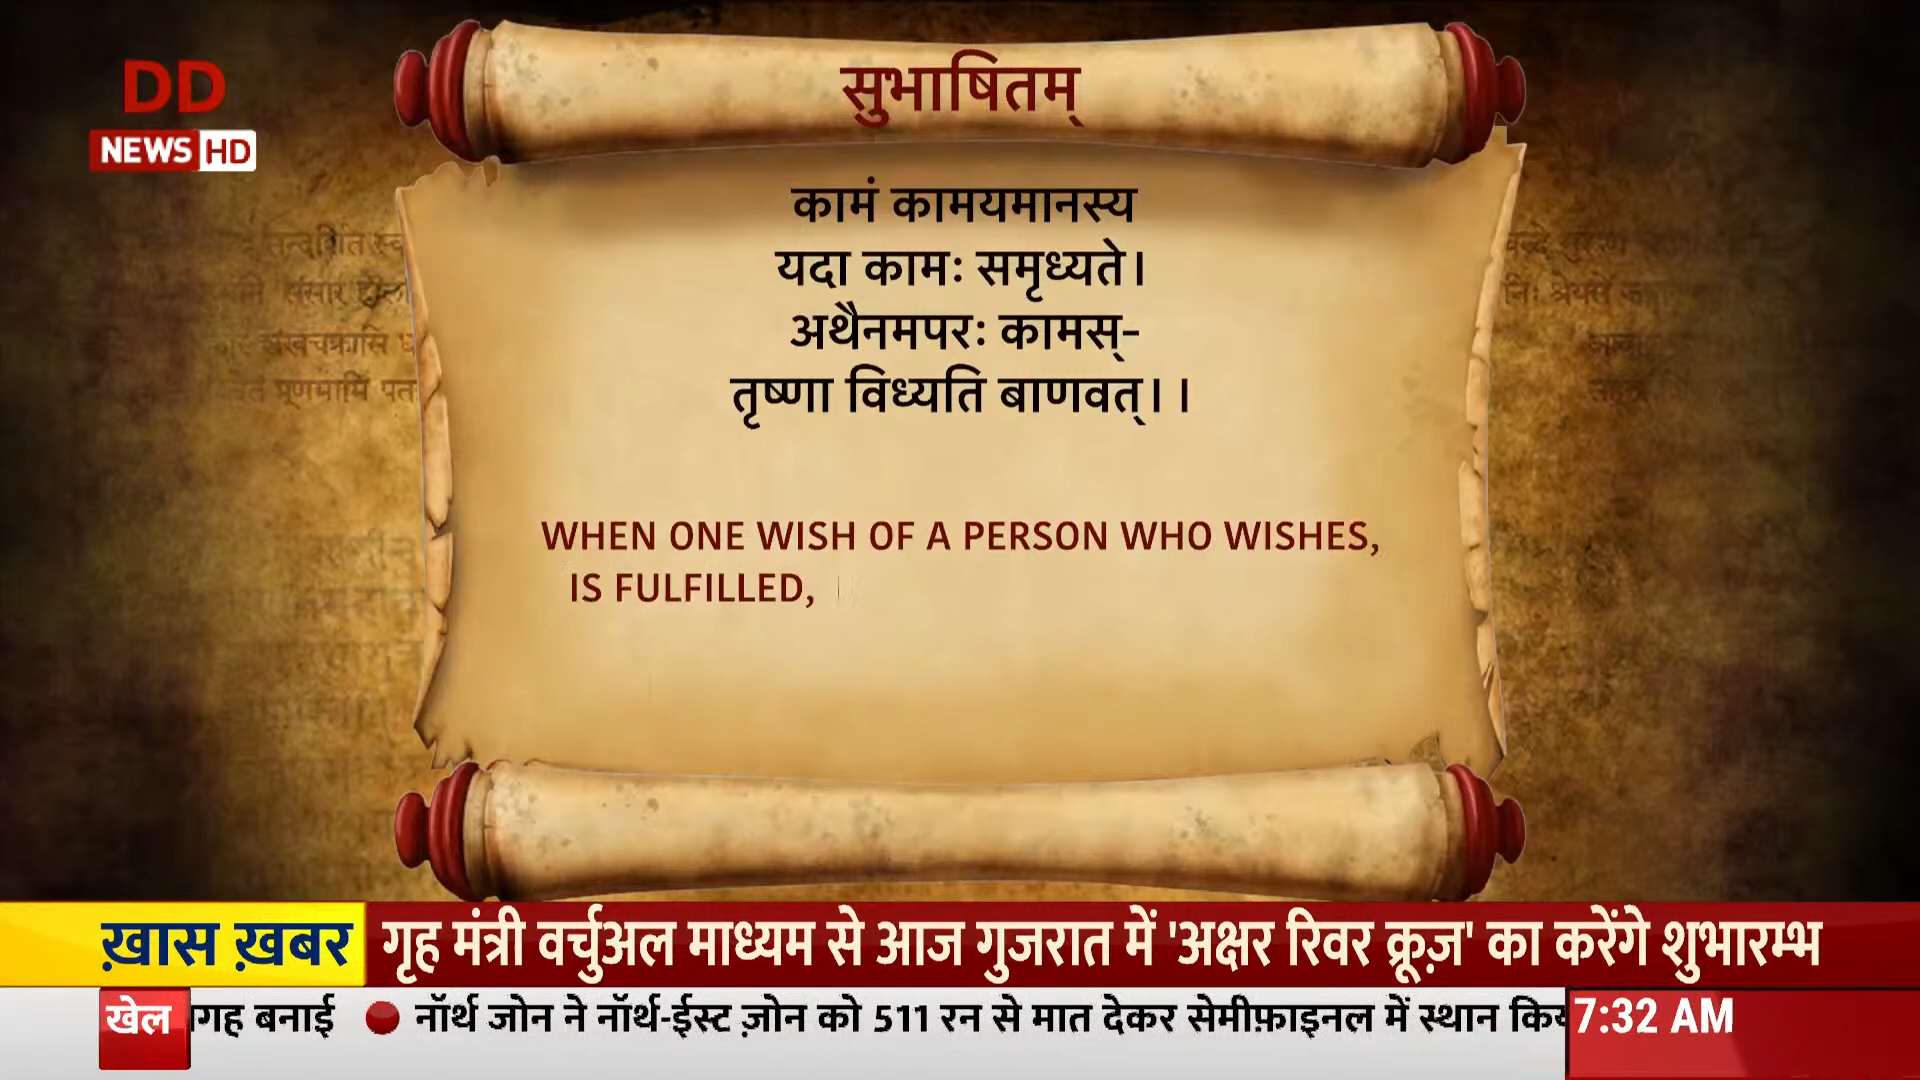 DD
NEWS HD
सुभाषितम्
कामं कामयमानस्य
यदा कामः समृध्यते।
अथैनमपरः कामस्-
तृष्णा विध्यति बाणवत्।।
WHEN ONE WISH OF A PERSON WHO WISHES,
IS FULFILLED,
ख़ास ख़बर
गृह मंत्री वर्चुअल माध्यम से आज गुजरात में 'अक्षर रिवर क्रूज़' का करेंगे शुभारम्भ
खेल
गह बनाई ● नॉर्थ जोन ने नॉर्थ-ईस्ट ज़ोन को 511 रन से मात देकर सेमीफ़ाइनल में स्थान
7:32 AM